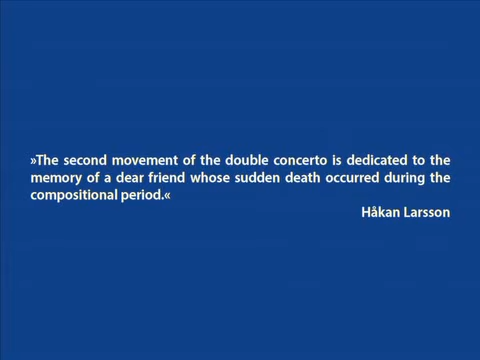 »The second movement of the double concerto is dedicated to the
memory of a dear friend whose sudden death occurred during the
compositional period.«
Håkan Larsson